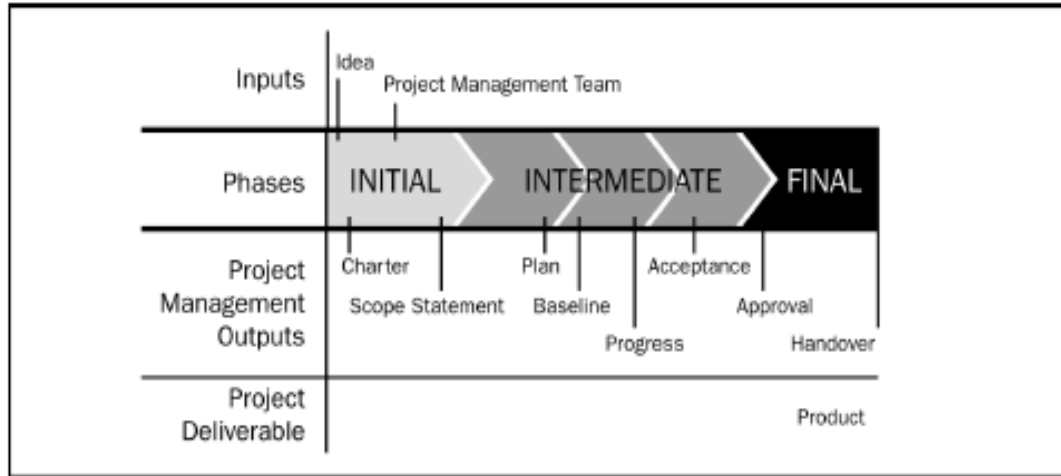 Inputs
Idea
Project Management Team
Phases
INITIAL
INTERMEDIATE
FINAL
Project
Management
Outputs
Charter
Scope Statement
Plan
Baseline
Progress
Acceptance
Approval
Handover
Project
Deliverable
Product